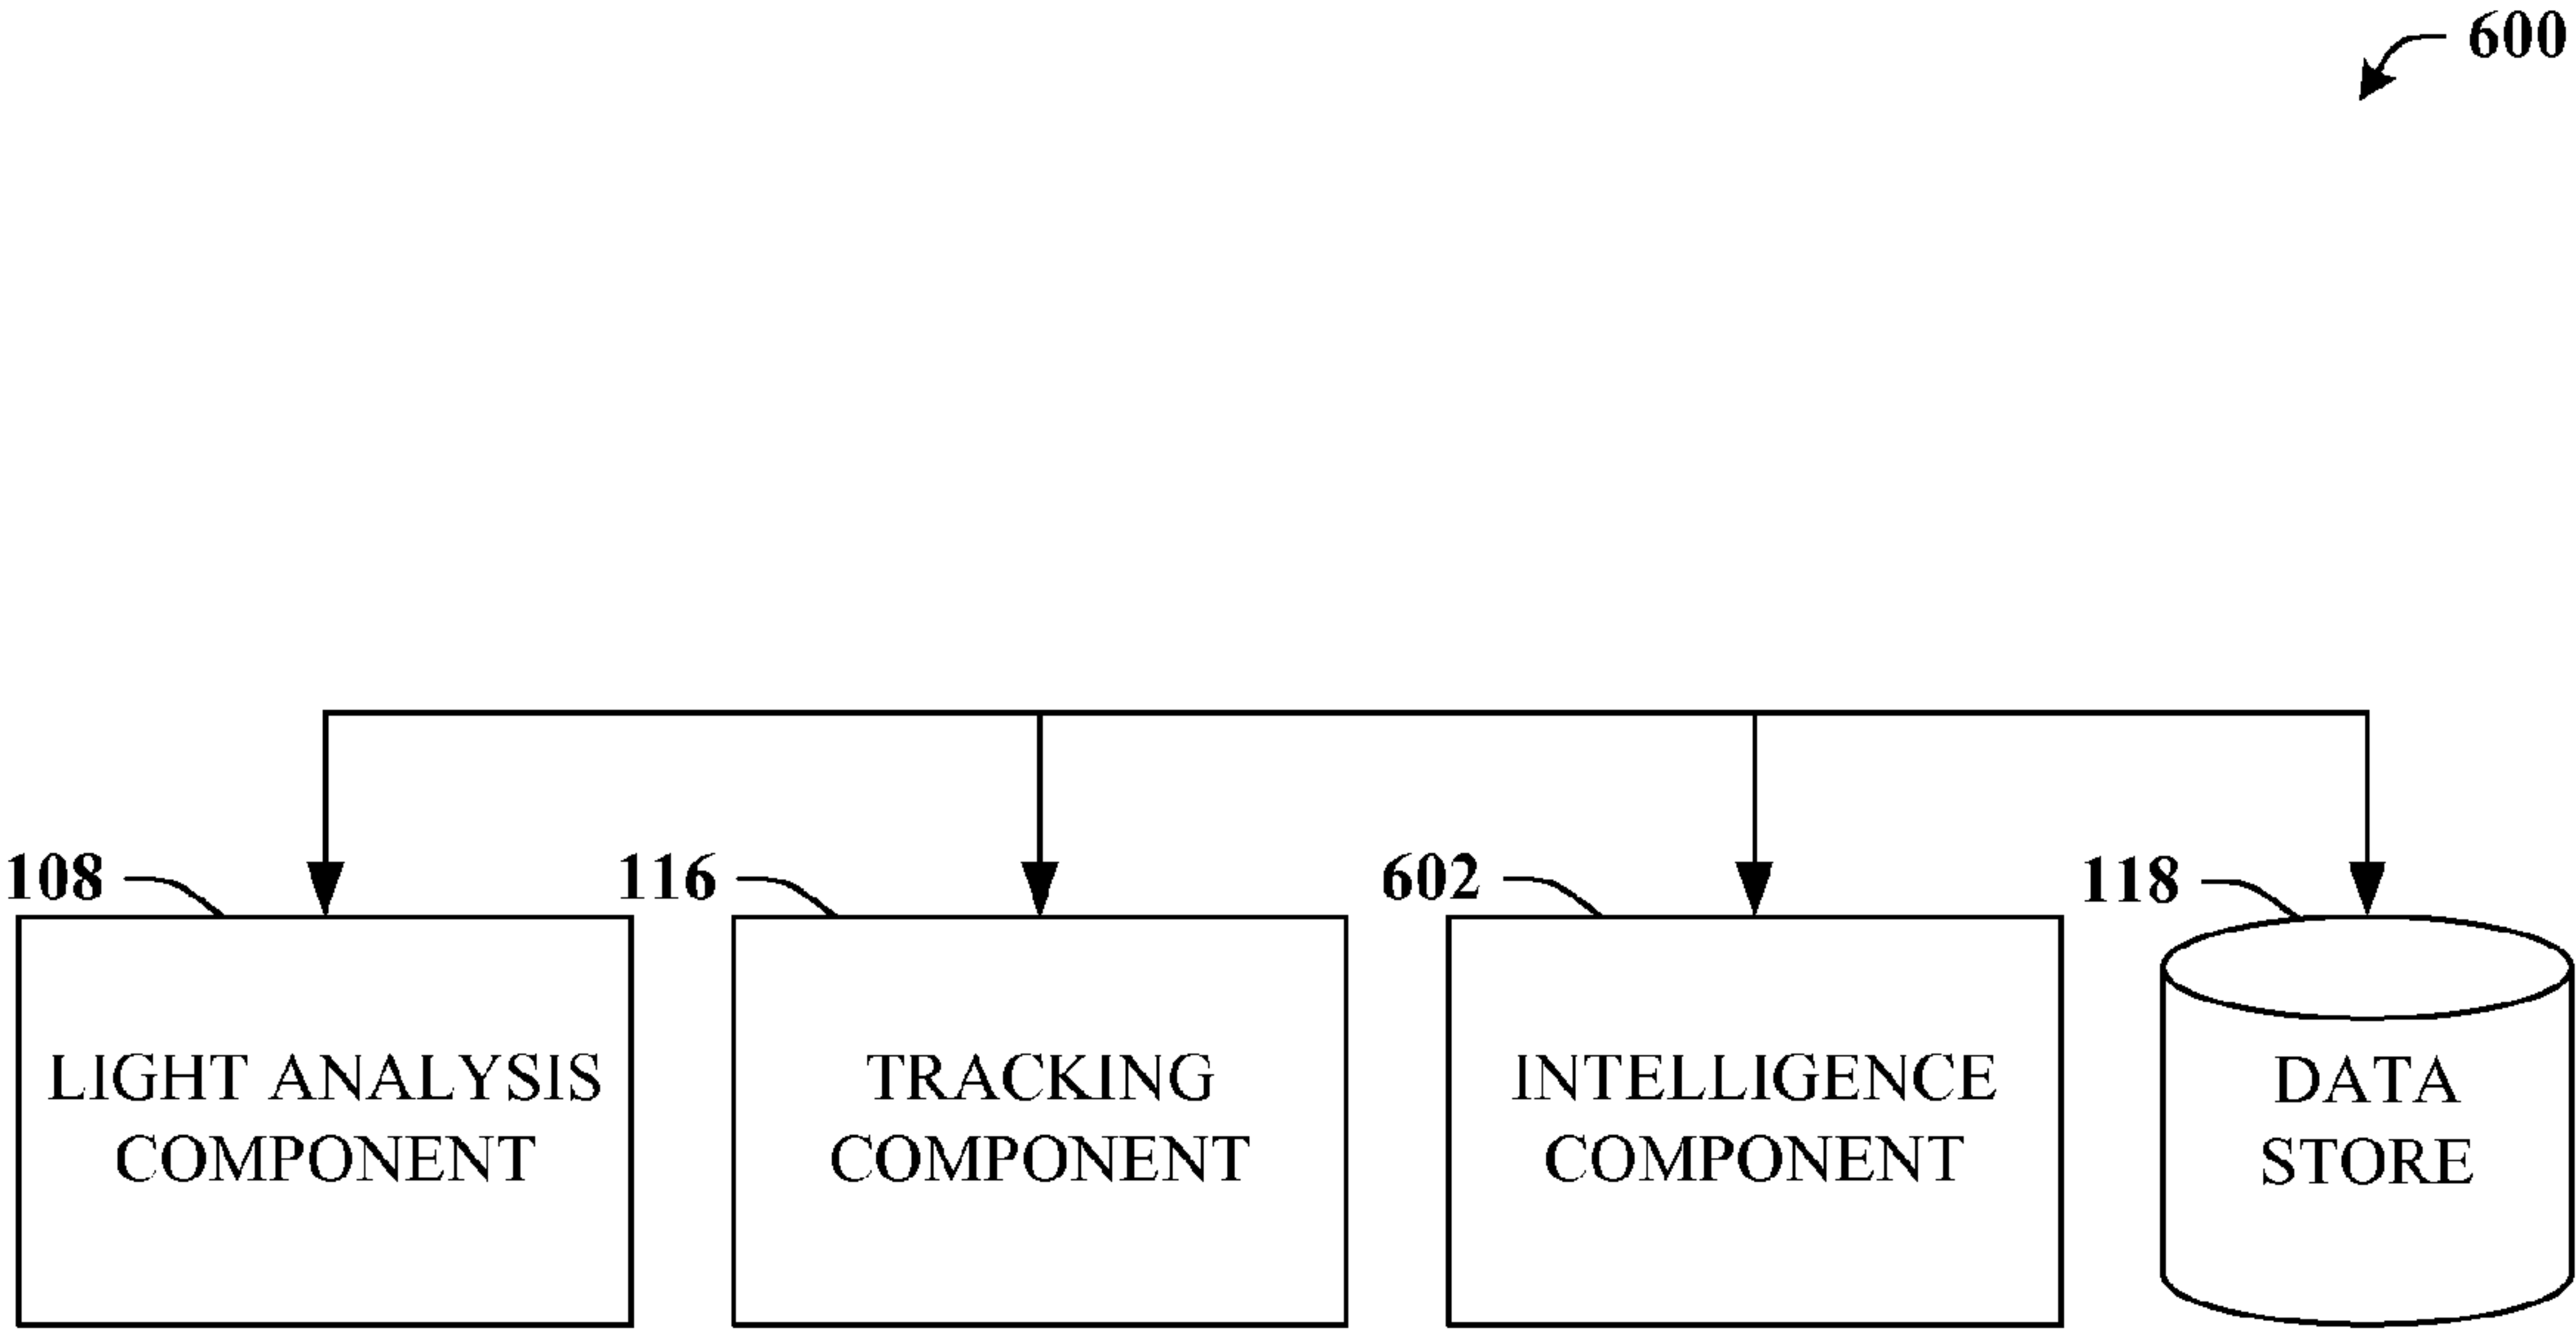 600
108
116
602
118
LIGHT ANALYSIS
COMPONENT
TRACKING
COMPONENT
INTELLIGENCE
COMPONENT
DATA
STORE